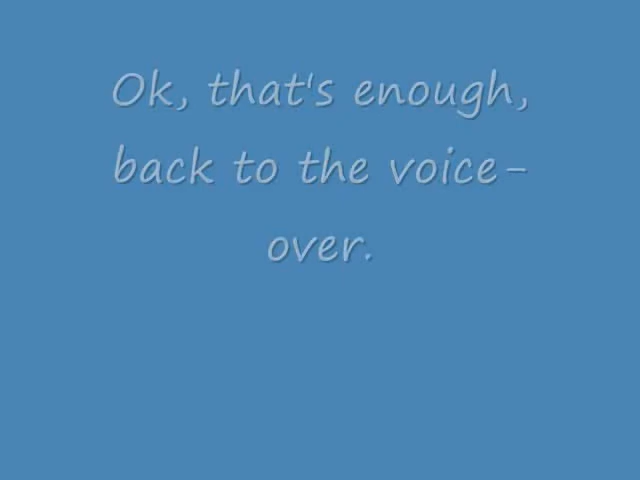 Ok, that's enough,
back to the voice-
over.